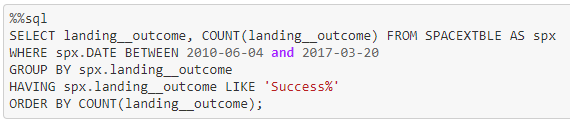 %%sql
SELECT landing__outcome, COUNT(landing__outcome) FROM SPACEXTBLE AS spx
WHERE spx.DATE BETWEEN 2010-06-04 and 2017-03-20
GROUP BY spx.landing__outcome
HAVING spx.landing__outcome LIKE 'Success%'
ORDER BY COUNT(landing__outcome);